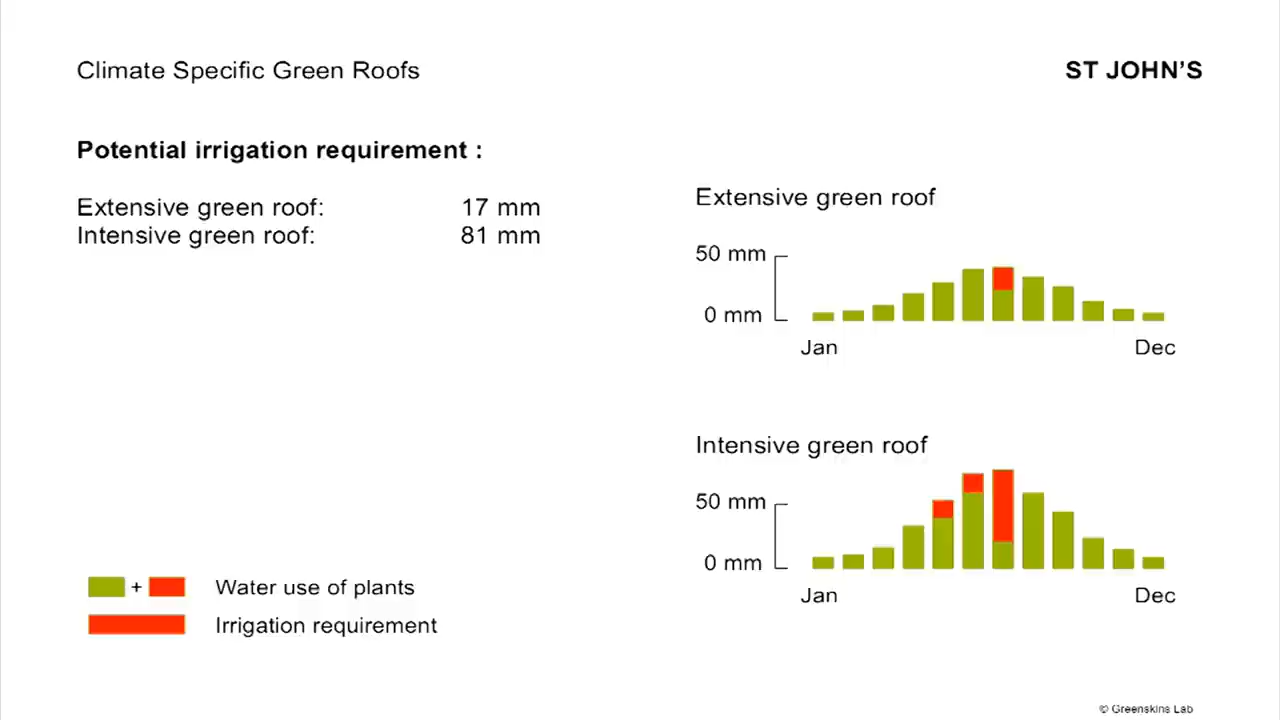 Climate Specific Green Roofs
ST JOHN'S
Potential irrigation requirement :
Extensive green roof: 17 mm
Intensive green roof: 81 mm
Extensive green roof
50 mm
0 mm
Jan Dec
Intensive green roof
50 mm
0 mm
Jan Dec
+ Water use of plants
Irrigation requirement
© Greenskins Lab